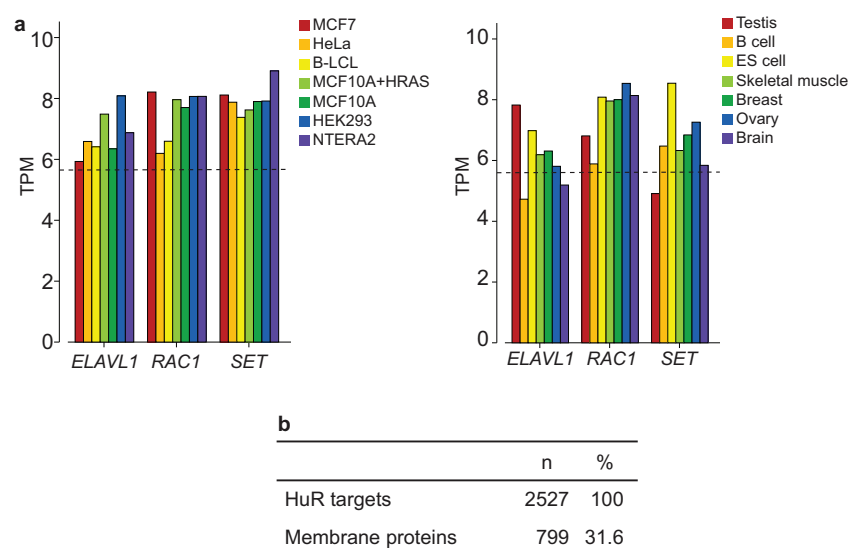 a
10
8
6
4
2
0
TPM
ELAVL1 RAC1 SET
MCF7
HeLa
B-LCL
MCF10A+HRAS
MCF10A
HEK293
NTERA2
10
8
6
4
2
0
TPM
ELAVL1 RAC1 SET
Testis
B cell
ES cell
Skeletal muscle
Breast
Ovary
Brain
b
n %
HuR targets 2527 100
Membrane proteins 799 31.6